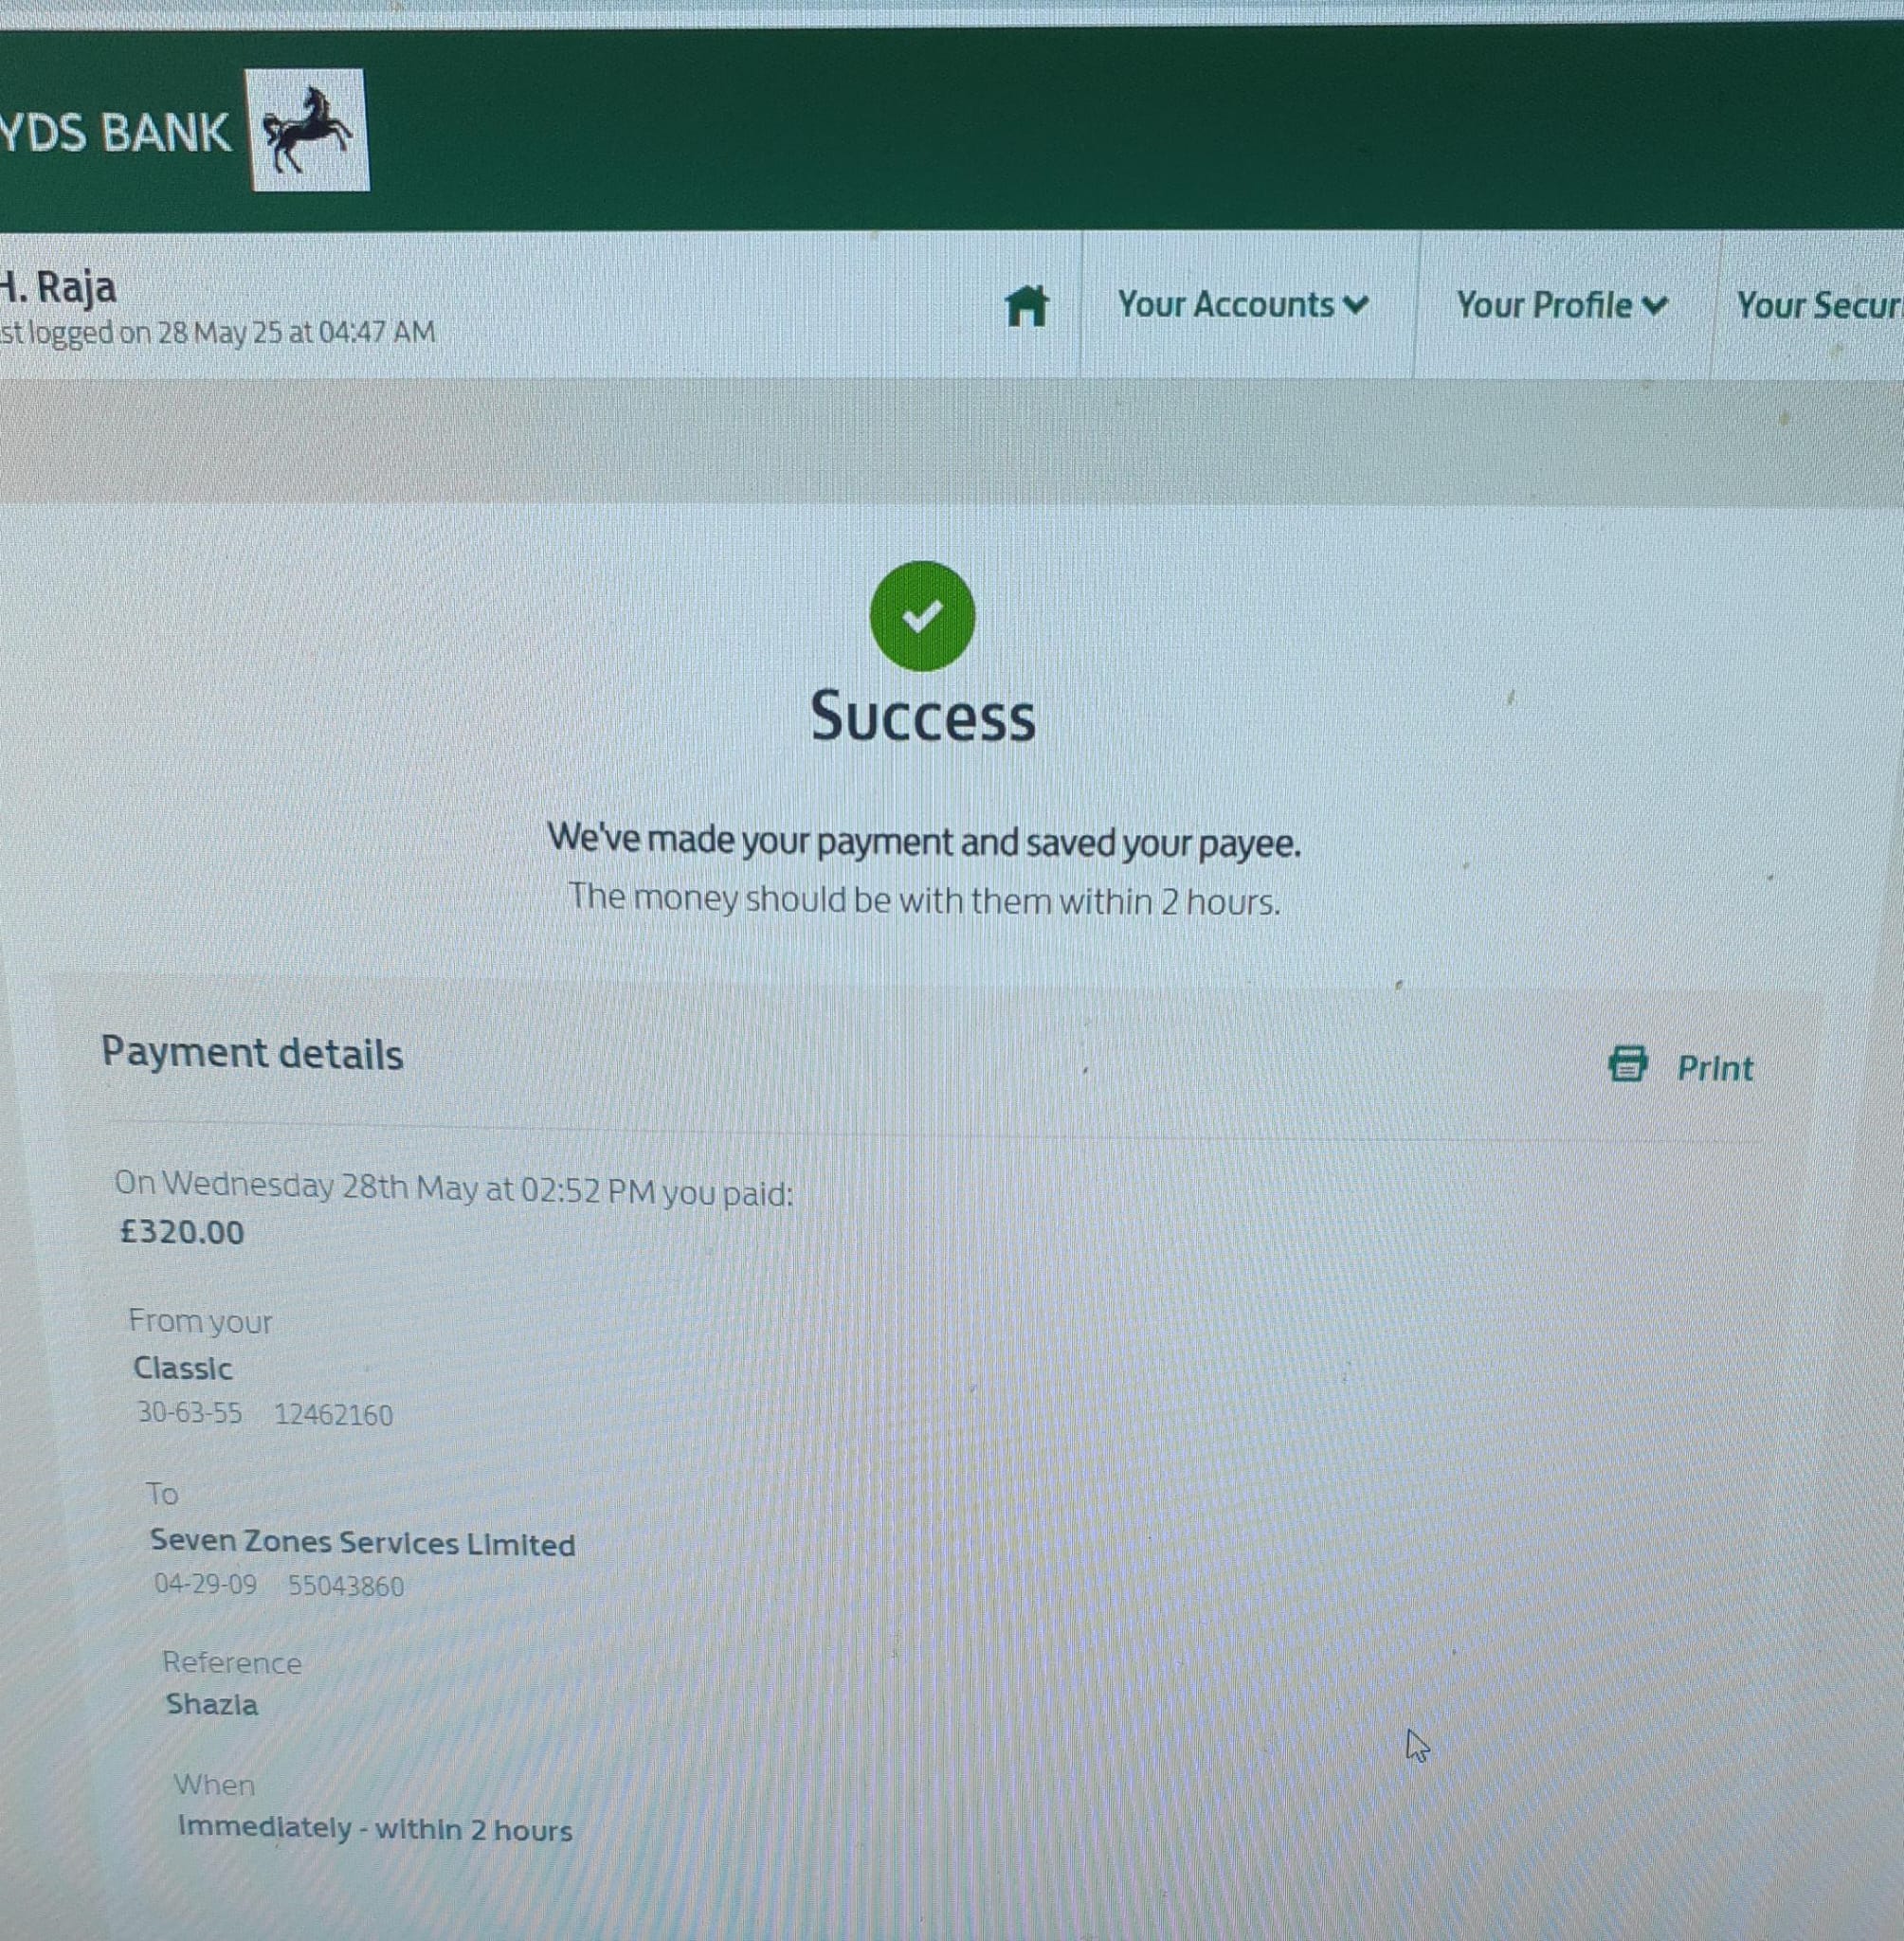 YDS BANK
H. Raja
st logged on 28 May 25 at 04:47 AM
Your Accounts
Your Profile
Your Secur
Success
We've made your payment and saved your payee.
The money should be with them within 2 hours.
Payment details
Print
On Wednesday 28th May at 02:52 PM you paid:
£320.00
From your
Classic
30-63-55 12462160
To
Seven Zones Services Limited
04-29-09 55043860
Reference
Shazia
When
Immediately - within 2 hours